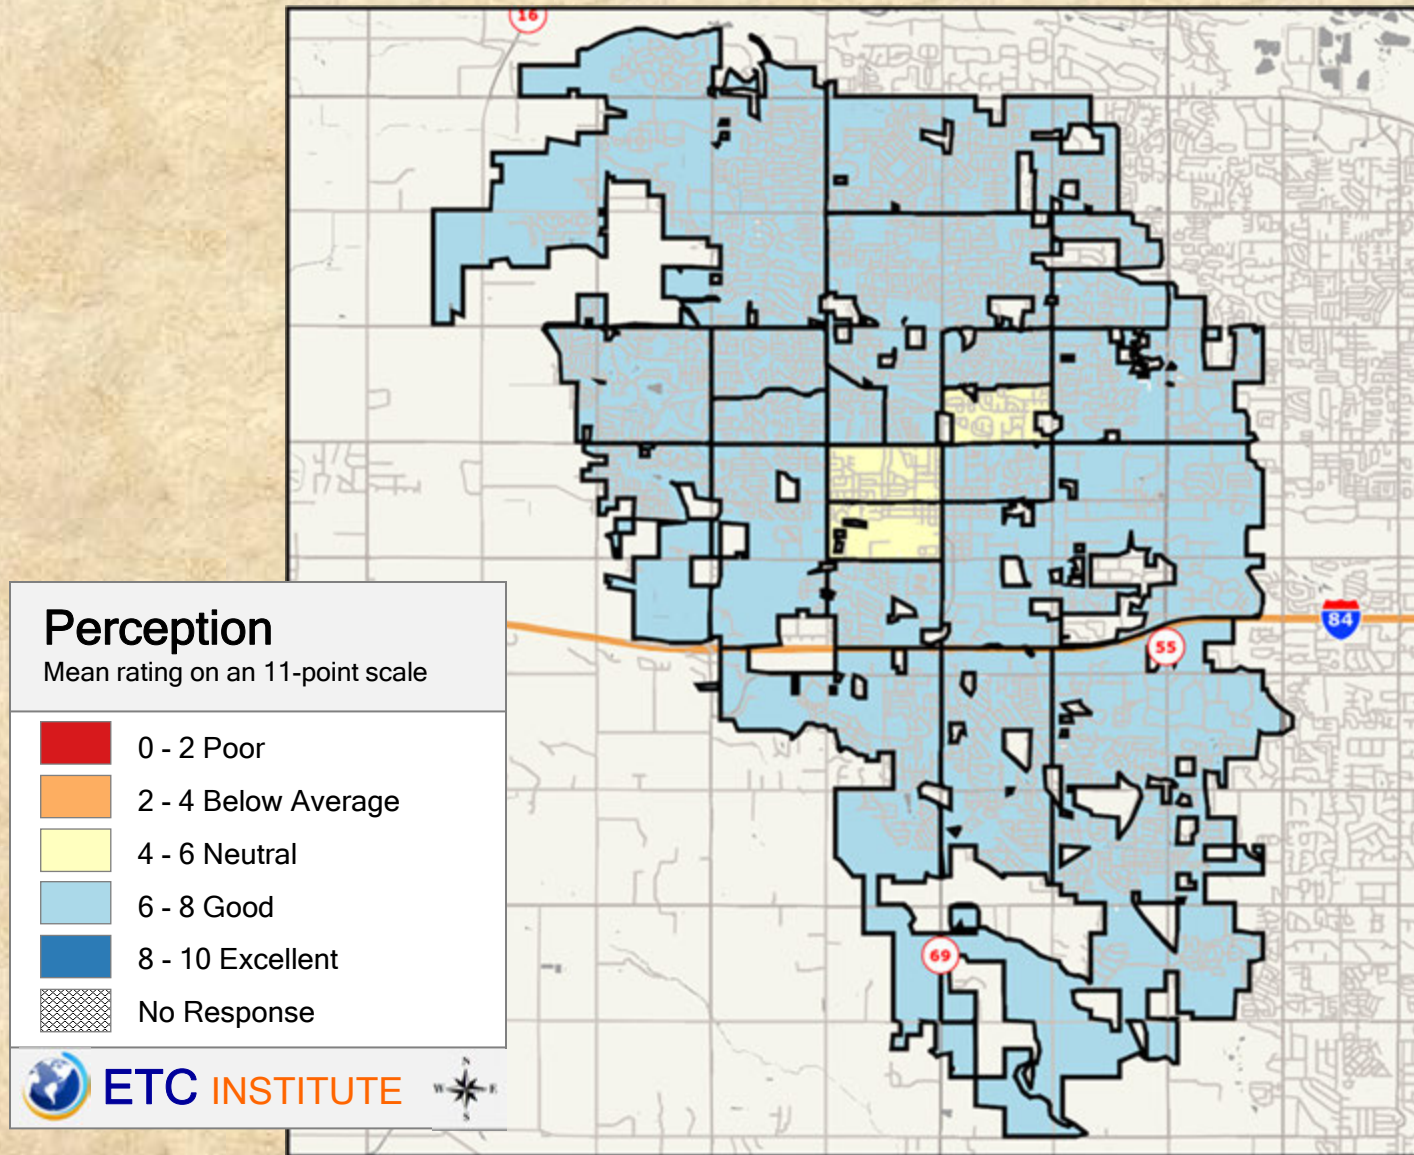 16
84
55
69
Perception
Mean rating on an 11-point scale
0 - 2 Poor
2 - 4 Below Average
4 - 6 Neutral
6 - 8 Good
8 - 10 Excellent
No Response
ETC INSTITUTE
N
W E
S